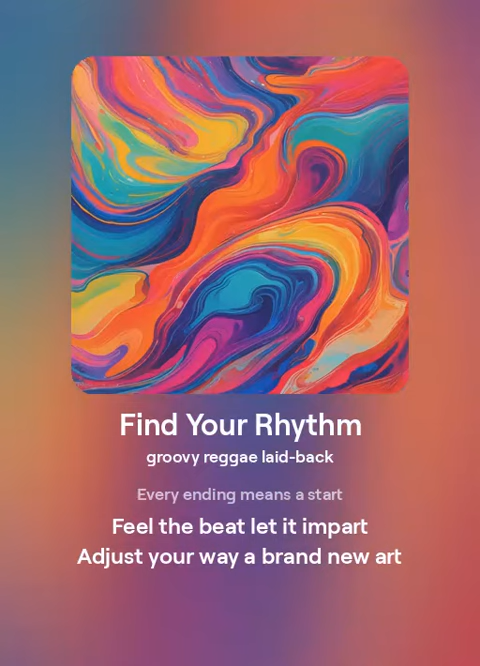 Find Your Rhythm
groovy reggae laid-back
Every ending means a start
Feel the beat let it impart
Adjust your way a brand new art